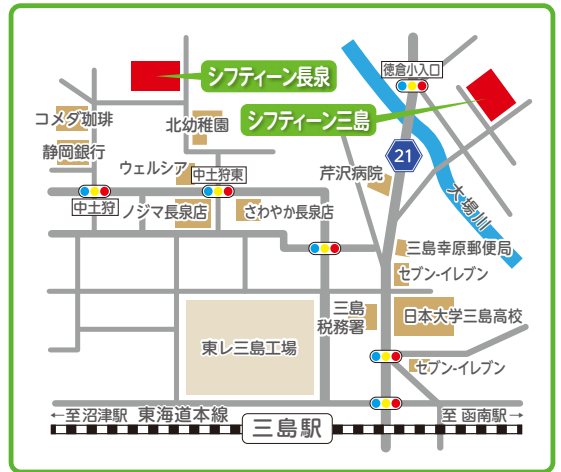 シフティーン長泉
徳倉小入口
コメダ珈琲
北幼稚園
シフティーン三島
静岡銀行
ウェルシア
中土狩東
芹沢病院
21
中土狩
ノジマ長泉店
さわやか長泉店
大場川
三島幸原郵便局
セブン-イレブン
三島
税務署
日本大学三島高校
東レ三島工場
セブン-イレブン
←至沼津駅 東海道本線
至 函南駅→
三島駅